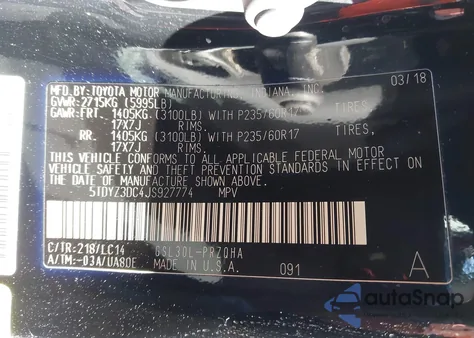 MFD.BY:TOYOTA MOTOR MANUFACTURING, INDIANA, INC. 03/18
GVWR: 2715KG (5995LB)
GAWR:FRT. 1405KG (3100LB) WITH P235/60R17 TIRES,
17X7J RIMS.
RR. 1405KG (3100LB) WITH P235/60R17 TIRES,
17X7J RIMS.
THIS VEHICLE CONFORMS TO ALL APPLICABLE FEDERAL MOTOR
VEHICLE SAFETY AND THEFT PREVENTION STANDARDS IN EFFECT
ON THE DATE OF MANUFACTURE SHOWN ABOVE.
5TDYZ3DC4JS927774 MPV
C/TR:218/LC14 GSL30L-PRZQHA
A/TM:-03A/UA80E MADE IN U.S.A. 091 A
autoSnap